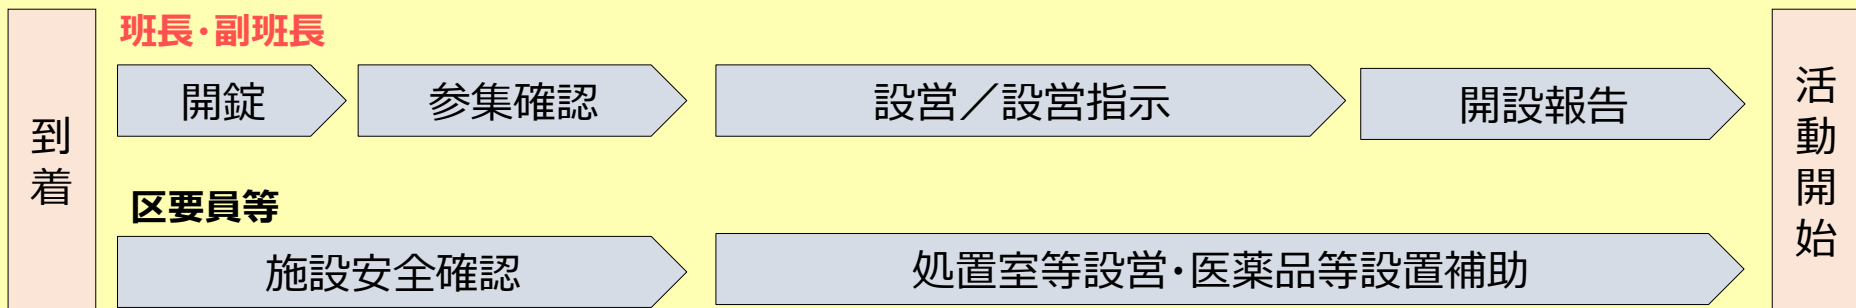 到着
班長・副班長
開錠
参集確認
設営／設営指示
開設報告
区要員等
施設安全確認
処置室等設営・医薬品等設置補助
活動開始